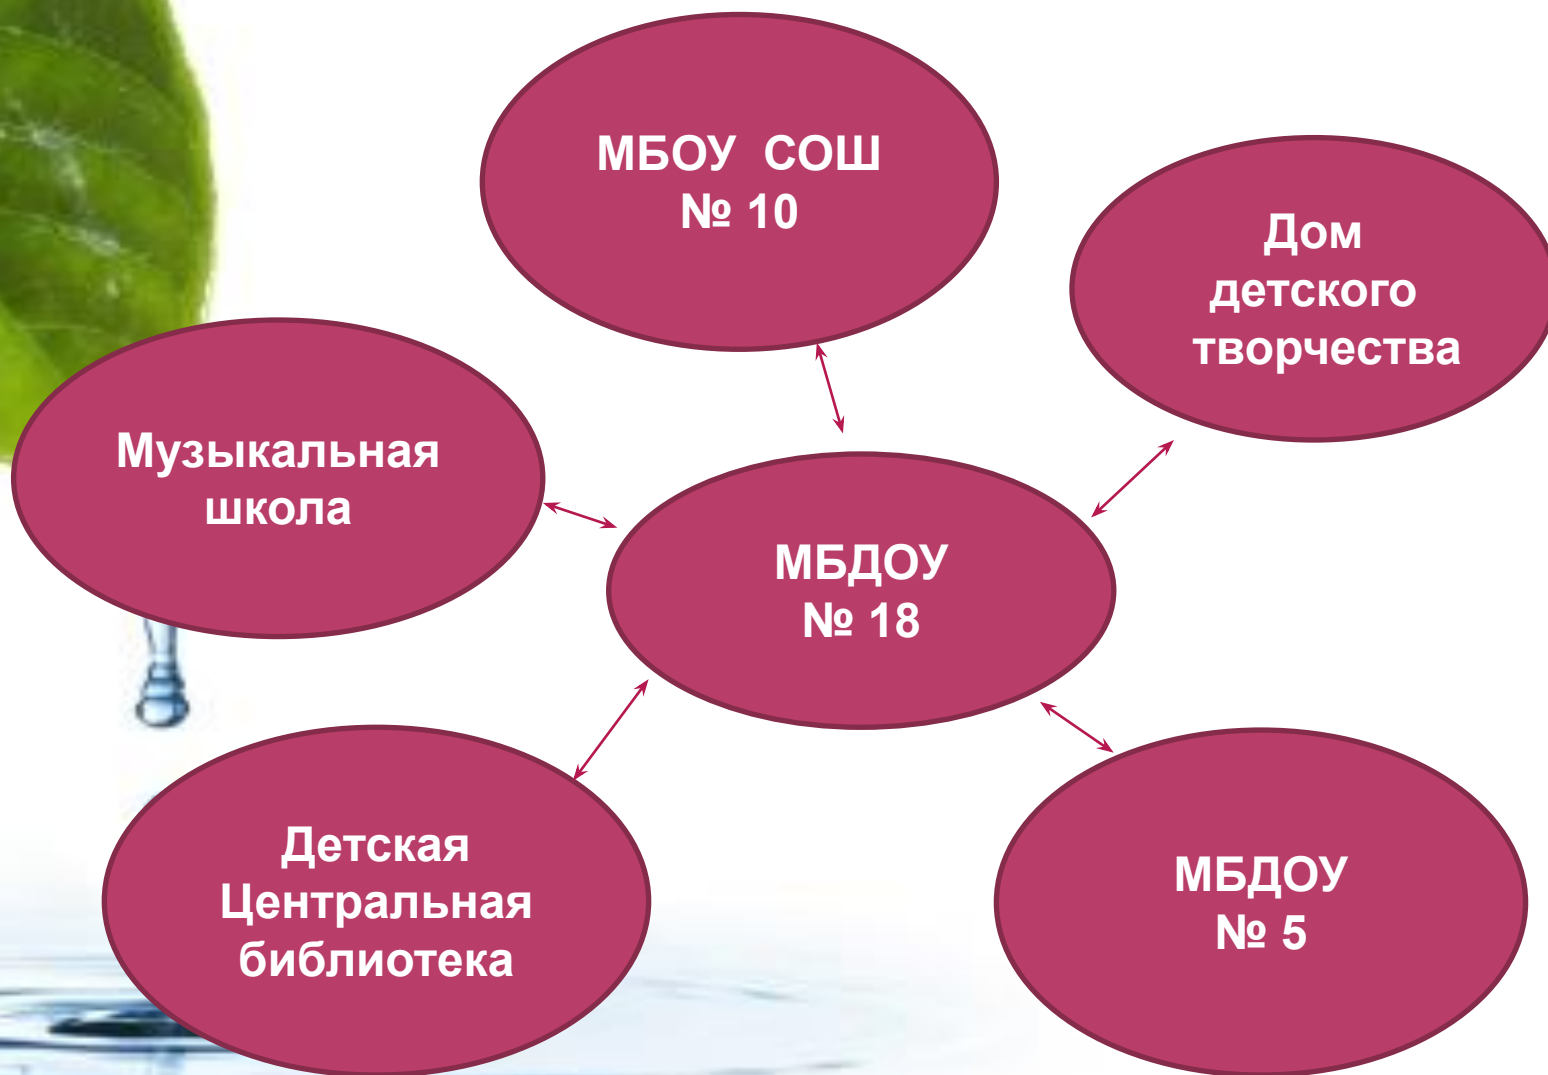 МБОУ СОШ
№ 10
Дом
детского
творчества
Музыкальная
школа
МБДОУ
№ 18
Детская
Центральная
библиотека
МБДОУ
№ 5